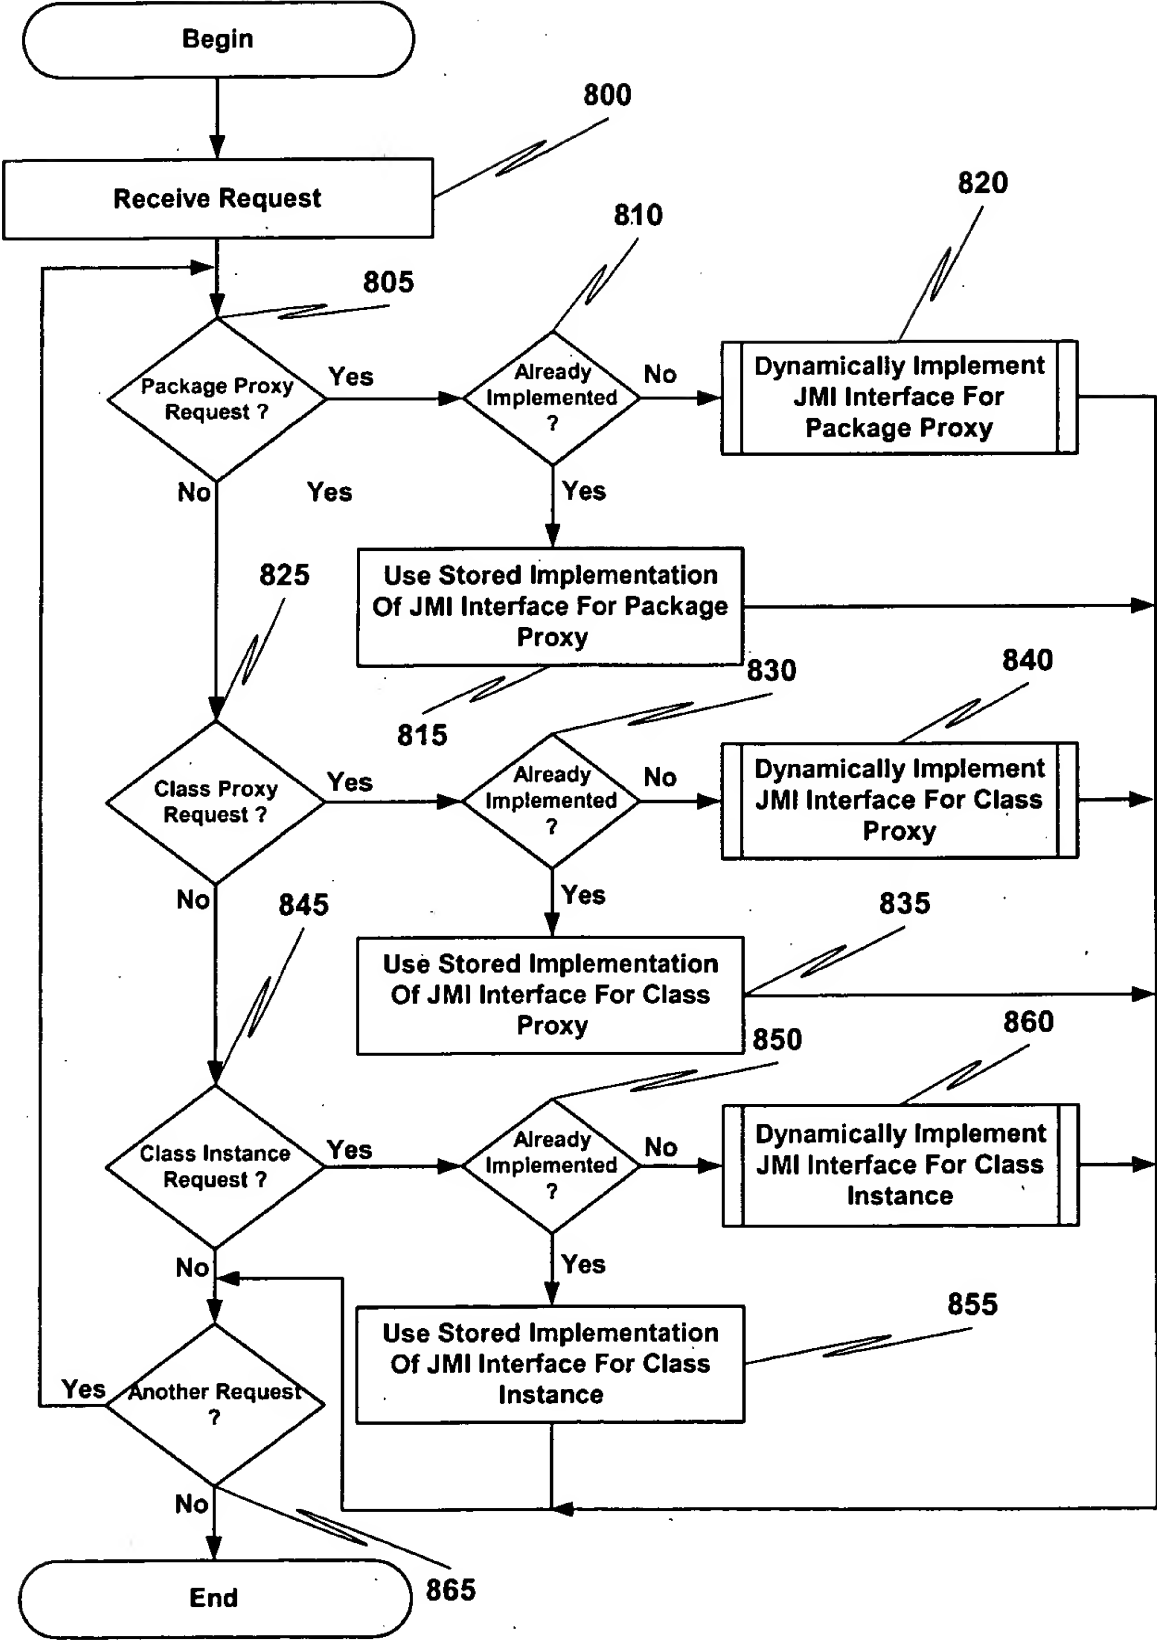 Begin
800
Receive Request
820
810
805
Package Proxy
Request ?
Yes
Already
Implemented
?
No
Dynamically Implement
JMI Interface For
Package Proxy
No
Yes
Yes
Use Stored Implementation
Of JMI Interface For Package
Proxy
825
815
830
840
Class Proxy
Request ?
Yes
Already
Implemented
?
No
Dynamically Implement
JMI Interface For Class
Proxy
No
Yes
845
835
Use Stored Implementation
Of JMI Interface For Class
Proxy
850
860
Class Instance
Request ?
Yes
Already
Implemented
?
No
Dynamically Implement
JMI Interface For Class
Instance
No
Yes
855
Use Stored Implementation
Of JMI Interface For Class
Instance
Yes
Another Request
?
No
865
End